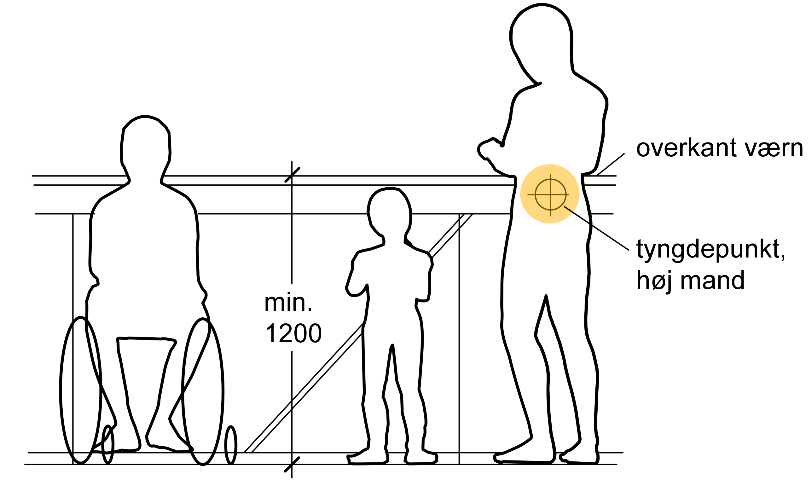 overkant værn
tyngdepunkt,
høj mand
min.
1200